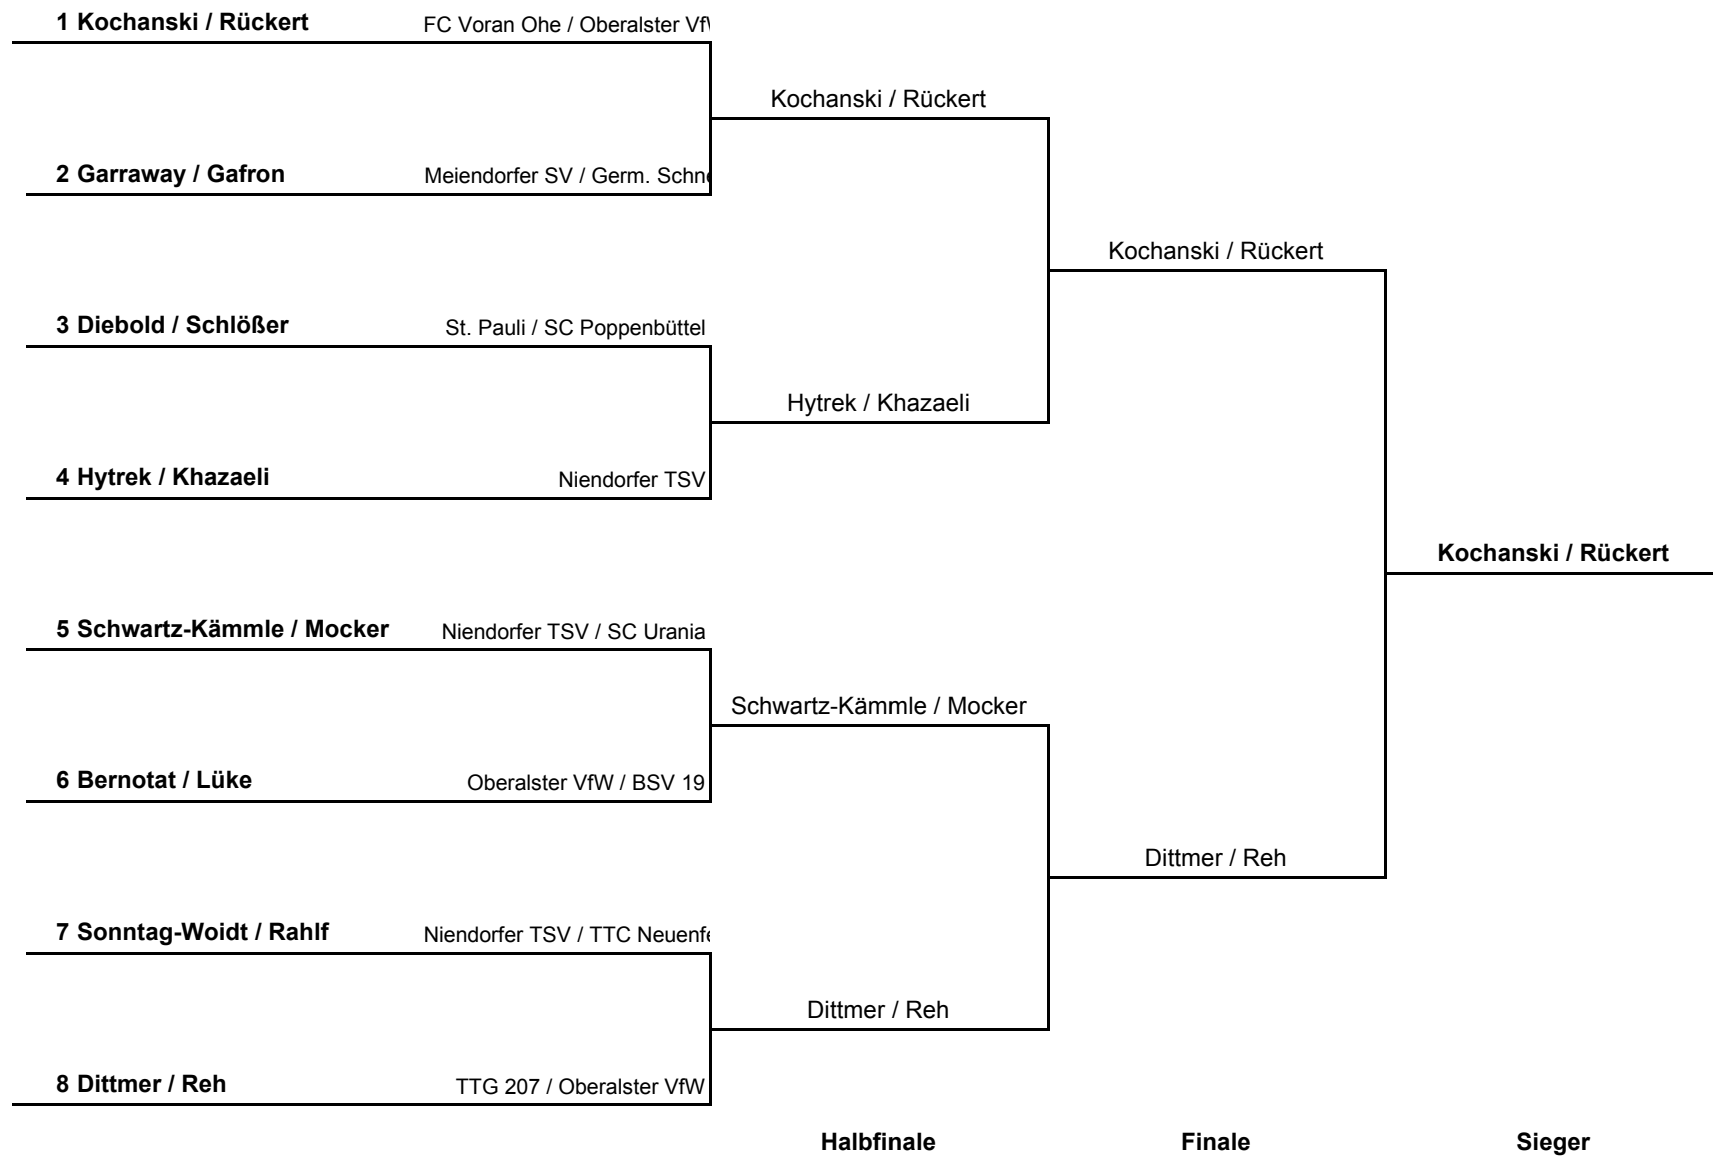 1 Kochanski / Rückert FC Voran Ohe / Oberalster
Kochanski / Rückert
2 Garraway / Gafron Meiendorfer SV / Germ.
Kochanski / Rückert
3 Diebold / Schlößer St. Pauli / SC Poppenbüttel
Hytrek / Khazaeli
4 Hytrek / Khazaeli Niendorfer TSV
Kochanski / Rückert
5 Schwartz-Kämmle / Mocker Niendorfer TSV / SC Urania
Schwartz-Kämmle / Mocker
6 Bernotat / Lüke Oberalster VfW / BSV 19
Dittmer / Reh
7 Sonntag-Woidt / Rahlf Niendorfer TSV / TTC
Dittmer / Reh
8 Dittmer / Reh TTG 207 / Oberalster VfW
Halbfinale Finale Sieger